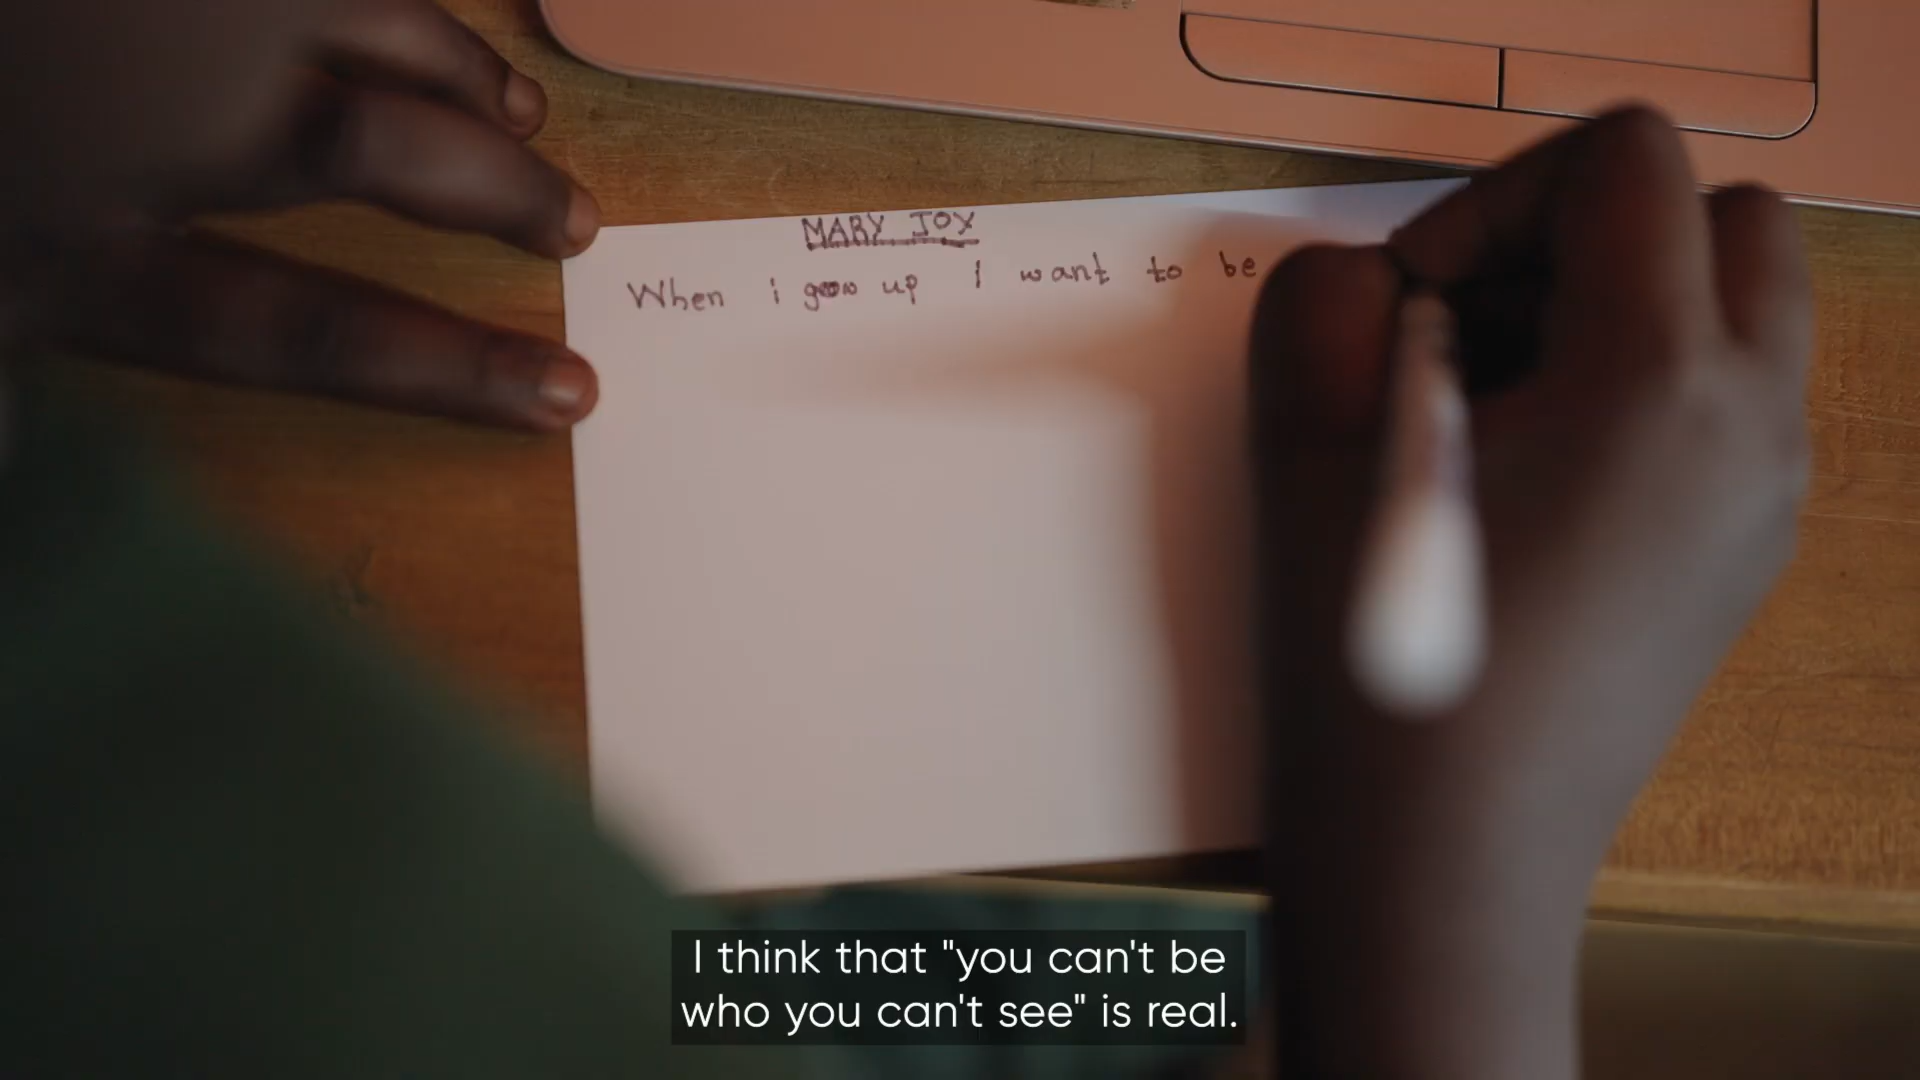 MARY JOY
When i grow up i want to be
I think that "you can't be
who you can't see" is real.